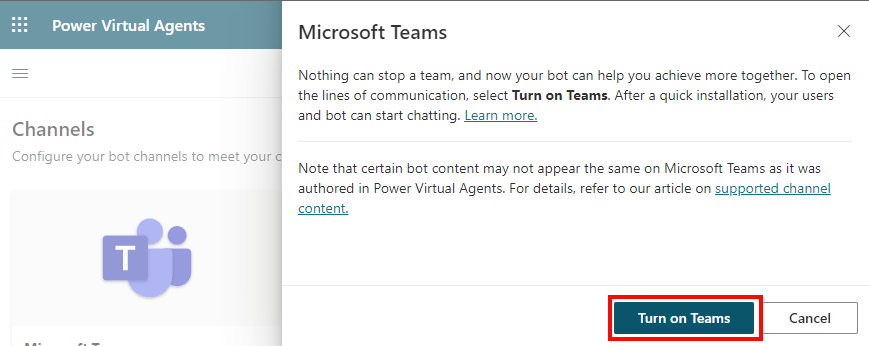 Power Virtual Agents
Channels
Configure your bot channels to meet your c
T
Microsoft Teams
Nothing can stop a team, and now your bot can help you achieve more together. To open
the lines of communication, select Turn on Teams. After a quick installation, your users
and bot can start chatting. Learn more.
Note that certain bot content may not appear the same on Microsoft Teams as it was
authored in Power Virtual Agents. For details, refer to our article on supported channel
content.
Turn on Teams
Cancel